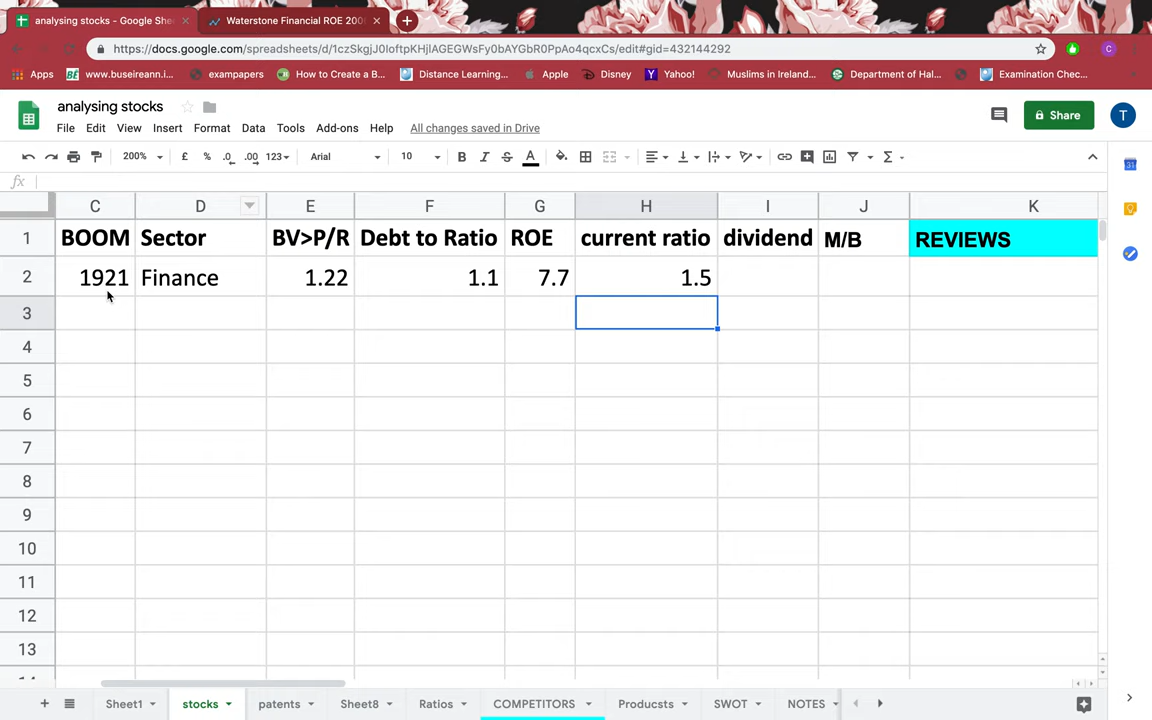 analysing stocks - Google Shee
Waterstone Financial ROE 2006
https://docs.google.com/spreadsheets/d/1czSkgjJ0IoftpKHjlAGEGWsFy0bAYGbR0PpAo4qcxCs/edit#gid=432144292
C
Apps
www.buseireann.i...
exampapers
How to Create a B...
Distance Learning...
Apple
Disney
Yahoo!
Muslims in Ireland...
Department of Hal...
Examination Chec...
analysing stocks
File Edit View Insert Format Data Tools Add-ons Help All changes saved in Drive
Share
T
200% £ % .0 .00 123 Arial 10 B I S A
fx
C D E F G H I J K
1 BOOM Sector BV>P/R Debt to Ratio ROE current ratio dividend M/B REVIEWS
2 1921 Finance 1.22 1.1 7.7 1.5
3
4
5
6
7
8
9
10
11
12
13
Sheet1 stocks patents Sheet8 Ratios COMPETITORS Producsts SWOT NOTES